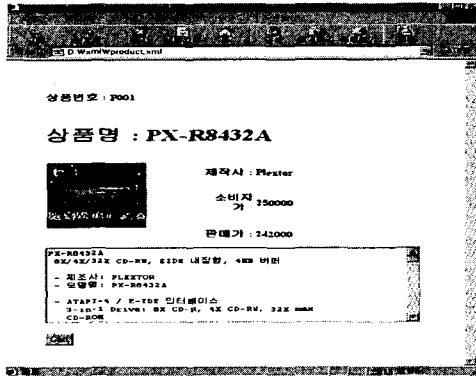 D:\xml\product.xml
상품번호 : P001
상품명 : PX-R8432A
제작사 : Plextor
소비자가 250000
판매가 : 242000
PX-R8432A
8X/4X/32X CD-RW, EIDE 내장형, 4MB 버퍼
- 제조사: PLEXTOR
- 모델명: PX-R8432A
- ATAPI-4 / E-IDE 인터페이스
3-in-1 Drive: 8X CD-R, 4X CD-RW, 32X max
CD-ROM